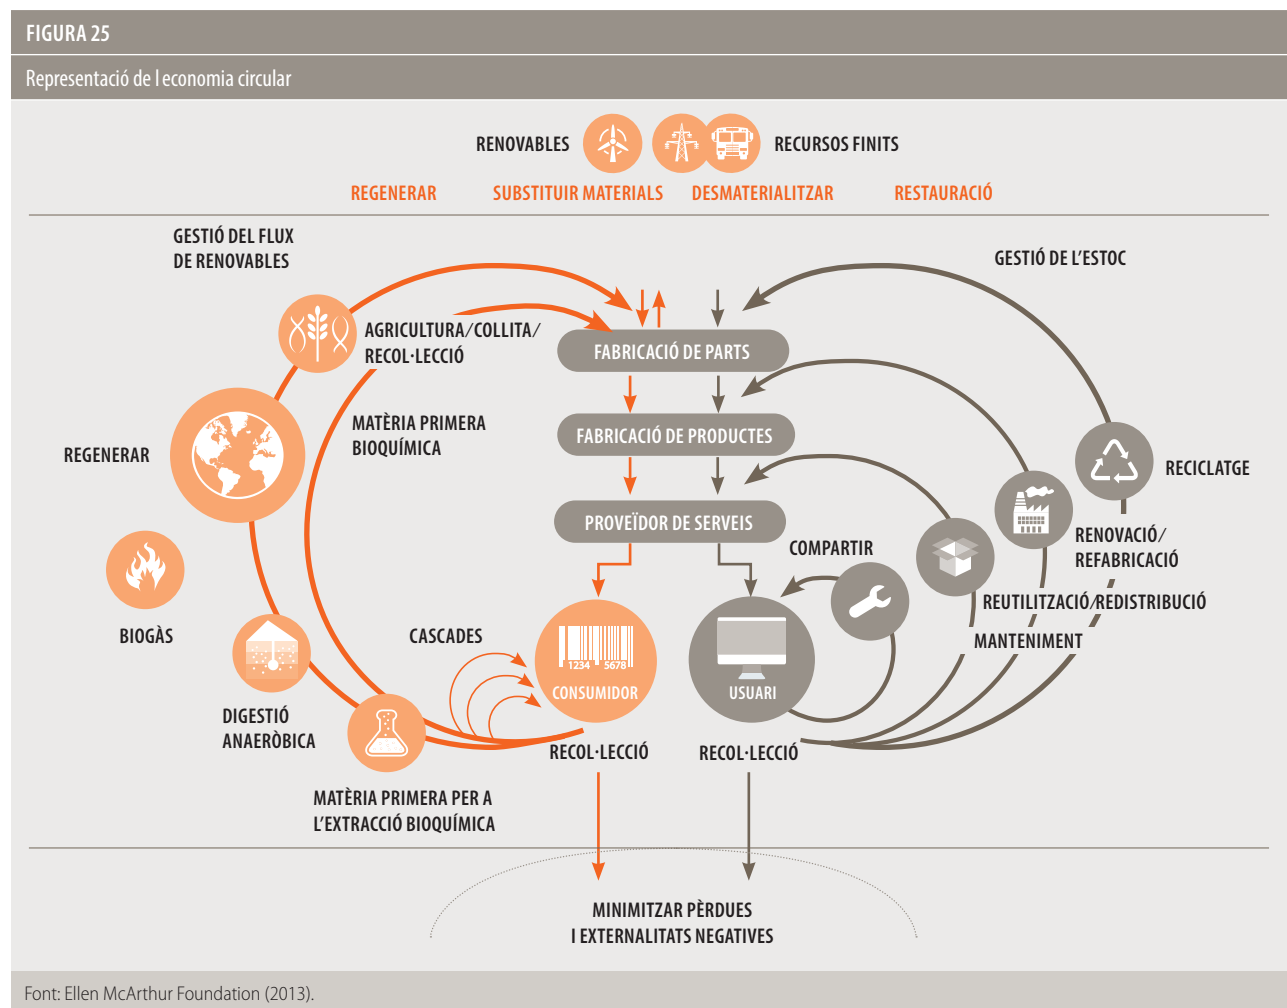 FIGURA 25
Representació de l economia circular
RENOVABLES
RECURSOS FINITS
REGENERAR
SUBSTITUIR MATERIALS
DESMATERIALITZAR
RESTAURACIÓ
GESTIÓ DEL FLUX
DE RENOVABLES
GESTIÓ DE L’ESTOC
AGRICULTURA/COLLITA/
RECOL·LECCIÓ
FABRICACIÓ DE PARTS
MATÈRIA PRIMERA
BIOQUÍMICA
FABRICACIÓ DE PRODUCTES
REGENERAR
RECICLATGE
PROVEÏDOR DE SERVEIS
COMPARTIR
RENOVACIÓ/
REFABRICACIÓ
REUTILITZACIÓ/REDISTRIBUCIÓ
BIOGÀS
CASCADES
MANTENIMENT
1234 5678
CONSUMIDOR
USUARI
DIGESTIÓ
ANAERÒBICA
RECOL·LECCIÓ
RECOL·LECCIÓ
MATÈRIA PRIMERA PER A
L’EXTRACCIÓ BIOQUÍMICA
MINIMITZAR PÈRDUES
I EXTERNALITATS NEGATIVES
Font: Ellen McArthur Foundation (2013).